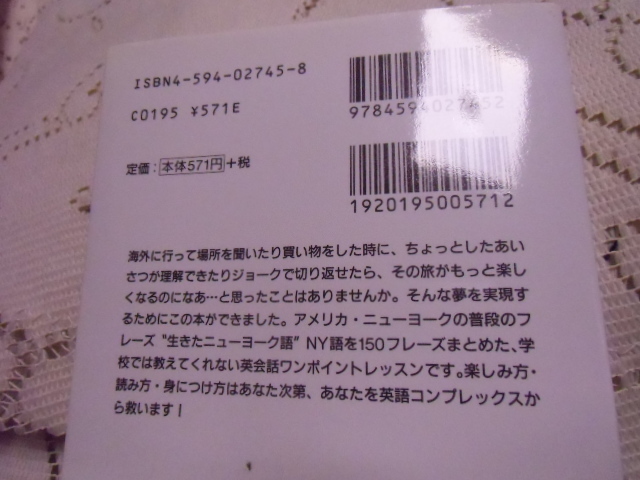 ISBN4-594-02745-8
C0195 ¥571E
9784594027452
定価：本体571円＋税
1920195005712
海外に行って場所を聞いたり買い物をした時に、ちょっとしたあい
さつが理解できたりジョークで切り返せたら、その旅がもっと楽し
くなるのになあ…と思ったことはありませんか。そんな夢を実現す
るためにこの本ができました。アメリカ・ニューヨークの普段のフ
レーズ“生きたニューヨーク語”NY語を150フレーズまとめた、学
校では教えてくれない英会話ワンポイントレッスンです。楽しみ方・
読み方・身につけ方はあなた次第、あなたを英語コンプレックスか
ら救います！